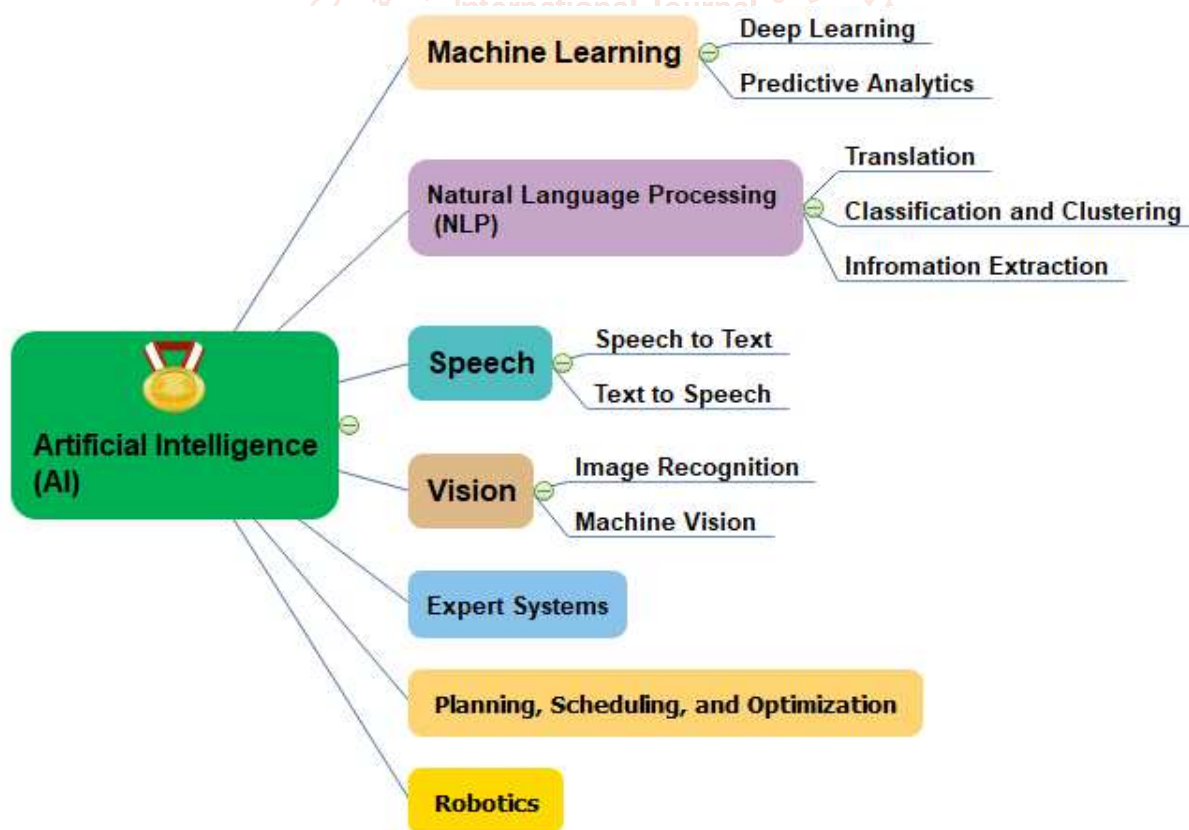 International Journal
Machine Learning
Deep Learning
Predictive Analytics
Natural Language Processing
(NLP)
Translation
Classification and Clustering
Infromation Extraction
Artificial Intelligence
(AI)
Speech
Speech to Text
Text to Speech
Vision
Image Recognition
Machine Vision
Expert Systems
Planning, Scheduling, and Optimization
Robotics